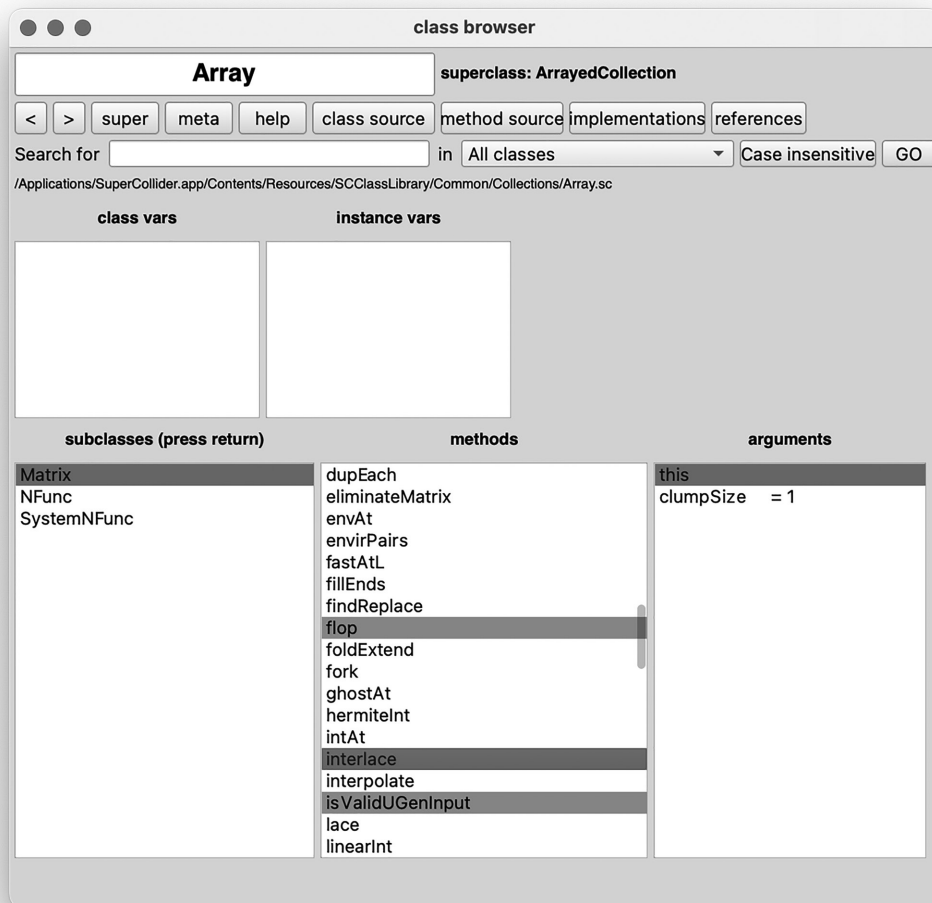 class browser
Array
superclass: ArrayedCollection
< > super meta help class source method source implementations references
Search for in All classes Case insensitive GO
/Applications/SuperCollider.app/Contents/Resources/SCClassLibrary/Common/Collections/Array.sc
class vars instance vars
subclasses (press return)
Matrix
NFunc
SystemNFunc
methods
dupEach
eliminateMatrix
envAt
envirPairs
fastAtL
fillEnds
findReplace
flop
foldExtend
fork
ghostAt
hermiteInt
intAt
interlace
interpolate
isValidUGenInput
lace
linearInt
arguments
this
clumpSize = 1